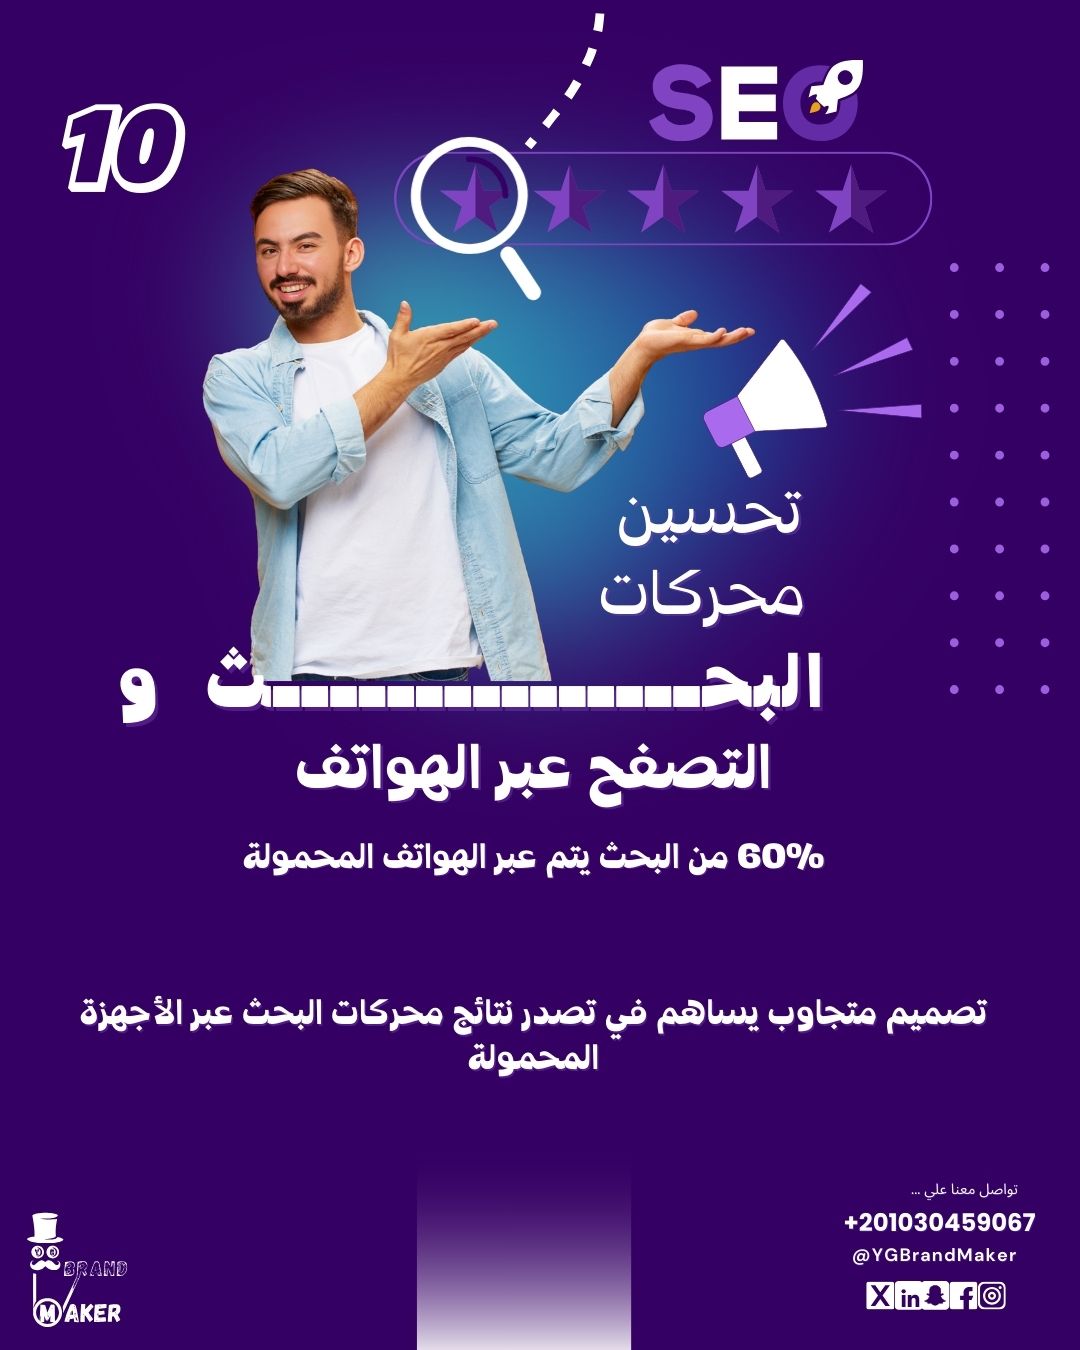 10
SEO
تحسين
محركات
البحـــــــــــــــث و
التصفح عبر الهواتف
60% من البحث يتم عبر الهواتف المحمولة
تصميم متجاوب يساهم في تصدر نتائج محركات البحث عبر الأجهزة
المحمولة
تواصل معنا علي ...
+201030459067
@YGBrandMaker
BRAND
MAKER